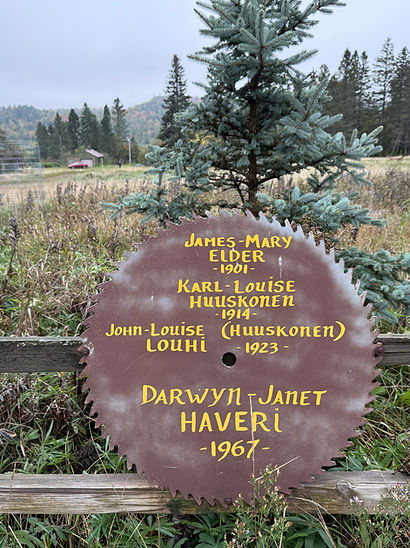 James-Mary
ELDER
-1901-
Karl-Louise
Huuskonen
-1914-
John-Louise (Huuskonen)
LOUHI -1923-
Darwyn-Janet
HAVERi
-1967-